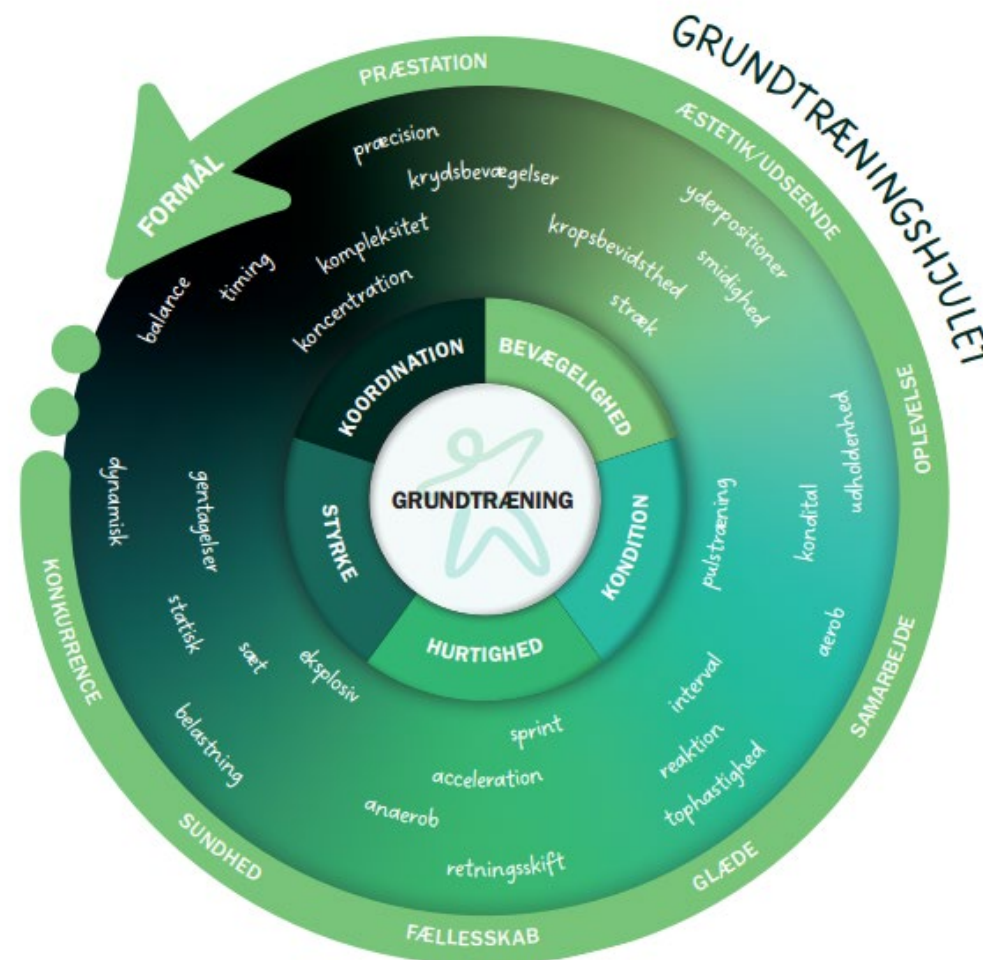 GRUNDTRÆNINGSHJULET
FORMÅL
PRÆSTATION
ÆSTETIK/UDSEENDE
OPLEVELSE
SAMARBEJDE
GLÆDE
FÆLLESSKAB
SUNDHED
KONKURRENCE
GRUNDTRÆNING
KOORDINATION
BEVÆGELIGHED
KONDITION
HURTIGHED
STYRKE
præcision
krydsbevægelser
kompleksitet
koncentration
timing
balance
yderpositioner
kropsbevidsthed
smidighed
stræk
udholdenhed
kondital
pulstræning
aerob
interval
reaktion
tophastighed
sprint
acceleration
anaerob
retningsskift
eksplosiv
sæt
statisk
belastning
gentagelser
dynamisk